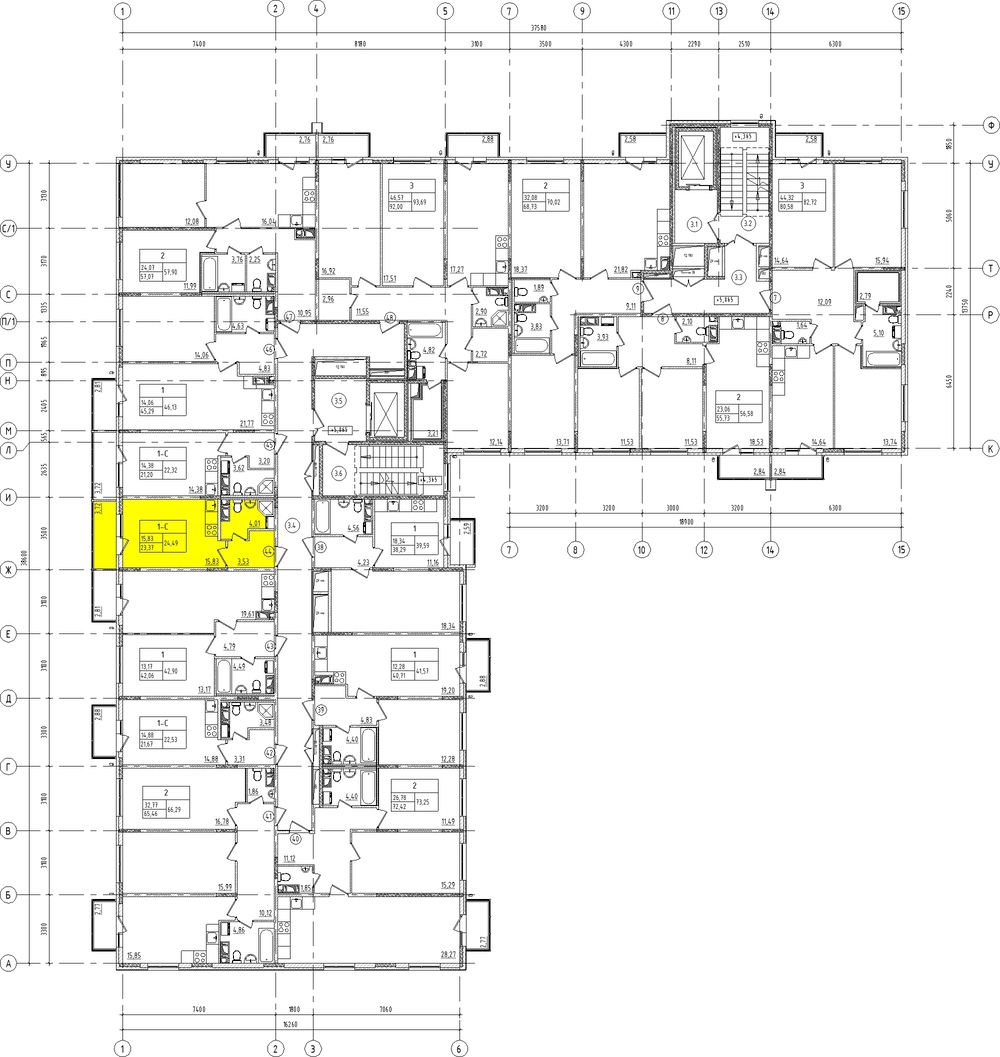 1 2 4 5 7 9 11 13 14 15
37580
7400 8180 3100 3500 4300 2290 2510 6300
Ф
1850
2,76 2,76 2,88 2,58 +4,345 2,58
У У
3 2 3
46,57 93,69
92,00
32,08 70,02
68,73
44,32 82,72
80,58
3730 5060
12,08 16,04 3.1 3.2
С/1
2
24,07 57,90
57,07
11,99 3,76 2,25
16,92 17,51 17,27 18,37 21,82 14,64 15,94
3170
Т
3.3
С
1,89 9 2,79
2,96 10,95 11,55 2,90 9,11 +5,065 7 12,09
1335 2240 13750
П/1 Р
4,63 47 48 3,83 8 2,10 1,64 5,10
3,93
1965 14,06 46 4,83 4,82 2,72 8,11
П
895
Н
2,81
1
14,06 46,13
45,29
21,77
3.5
+5,065
2
23,06 56,58
55,73
2405 6450
3,21
М
12,14 13,71 11,53 11,53 18,53 14,64 13,74
565 45
Л К
1-С
14,38 22,32
21,20
14,38 3,62 3,20
3.6 +4,345
2,84 2,84
2635
3,72
И
3,72
1-С
15,83 24,49
23,37
15,83 4,01 3,53 44
3.4 38 4,56 4,23
1
18,34 39,59
38,29
11,16
2,59
3500 38600
3200 3200 3000 6300
18900
7 8 10 12 14 15
Ж
2,81
3100 19,61 18,34
Е
4,79 43
1
13,17 42,90
42,06
13,17 4,49
1
12,28 41,57
40,71
19,20
2,88
3100
Д
2,88
1-С
14,88 22,53
21,67
14,88 3,48 3,31 42
39 4,83 4,40 12,28
3300
Г
2
32,77 66,29
65,46
16,78 1,86 41
4,40
2
26,78 73,25
72,42
11,49
3100
В
40
11,12
3100 15,99 1,85 15,29
Б
2,77 10,12
4,86
2,77
3300 15,85 28,27
А
7400 1800 7060
16260
1 2 3 6